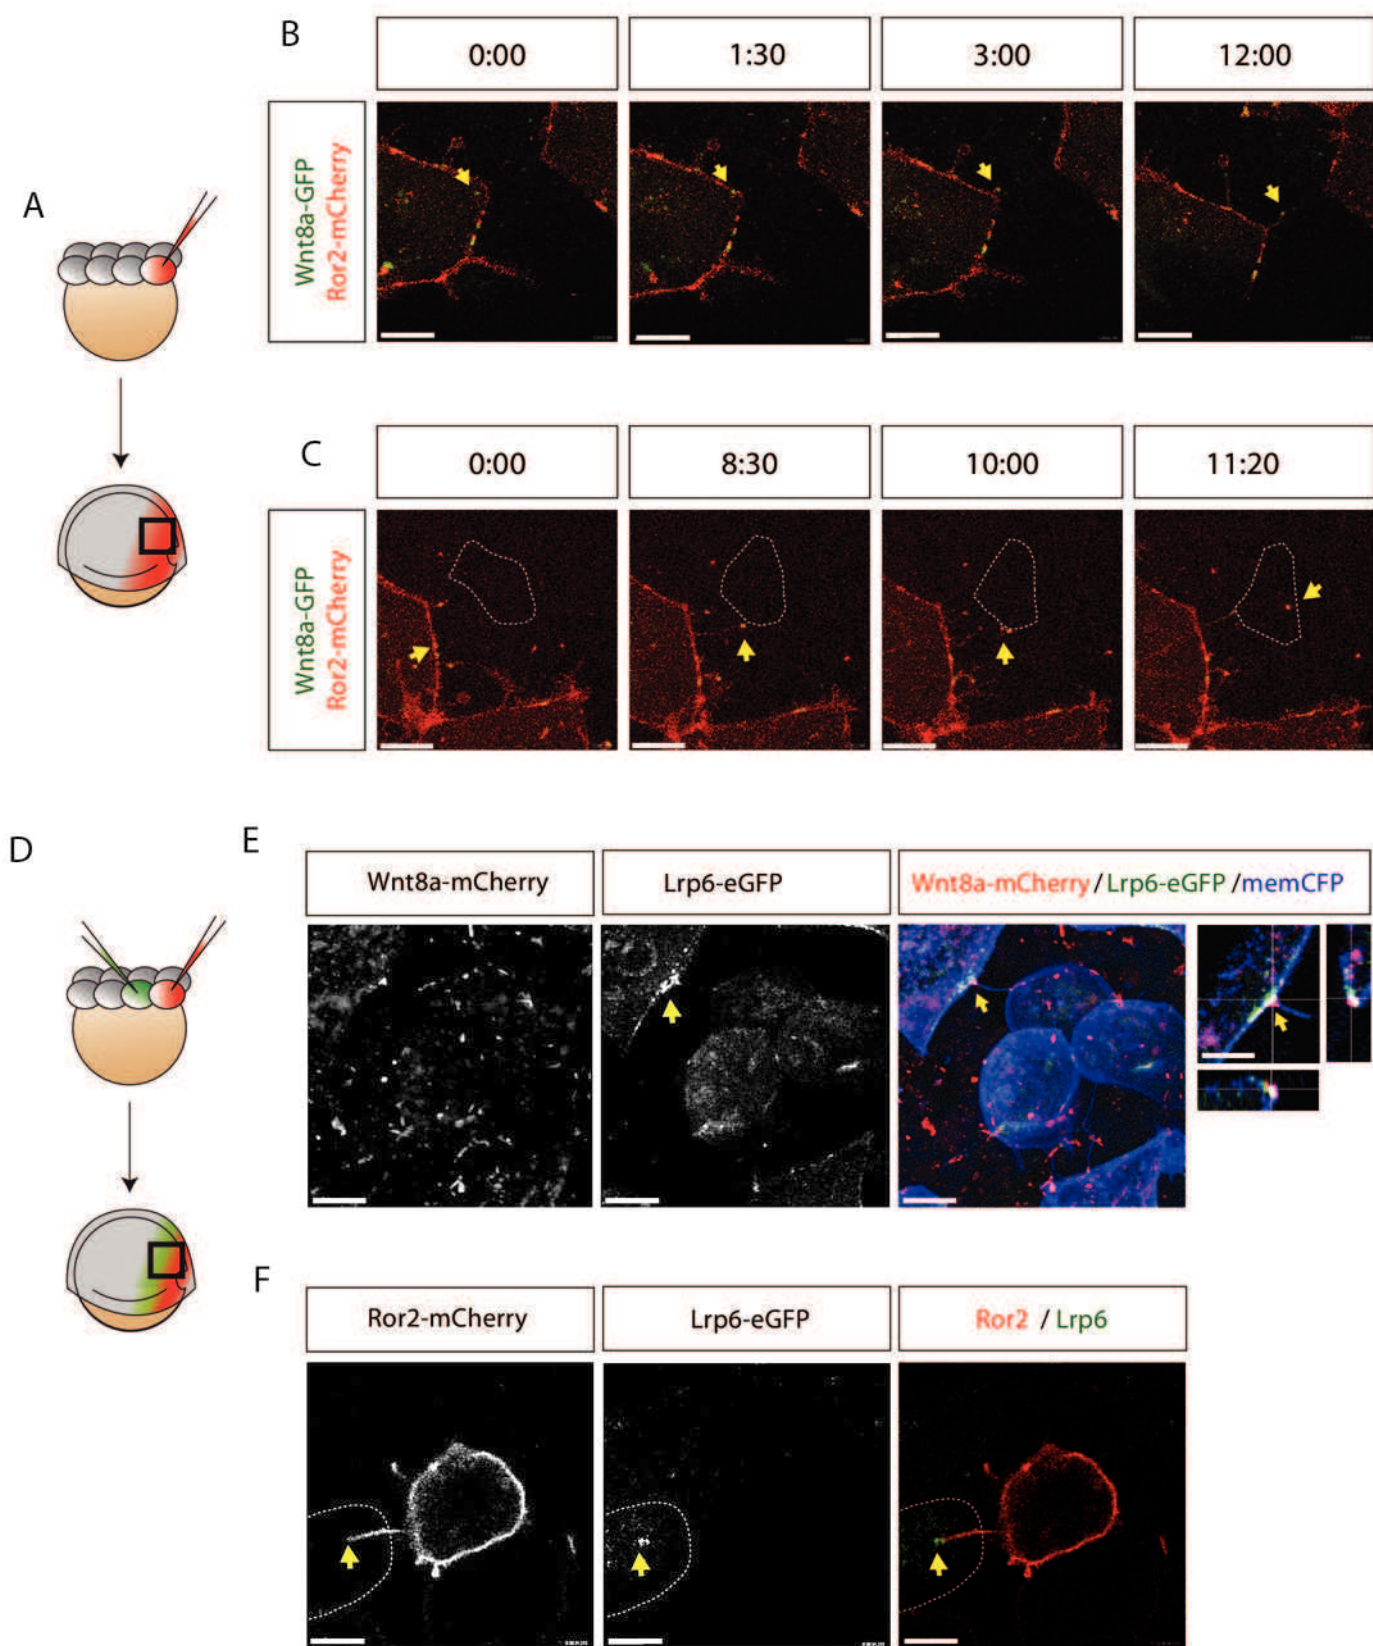 A
B
0:00
1:30
3:00
12:00
Wnt8a-GFP
Ror2-mCherry
C
0:00
8:30
10:00
11:20
Wnt8a-GFP
Ror2-mCherry
D
E
Wnt8a-mCherry
Lrp6-eGFP
Wnt8a-mCherry/Lrp6-eGFP/memCFP
F
Ror2-mCherry
Lrp6-eGFP
Ror2 / Lrp6